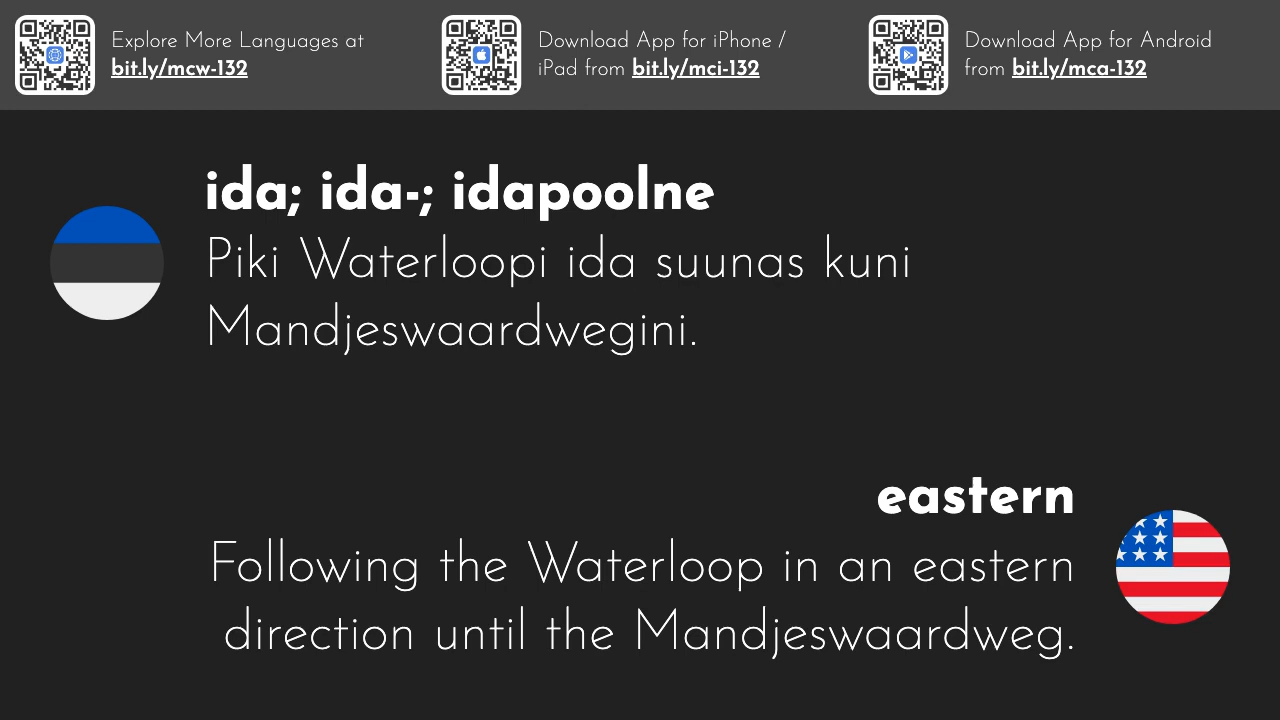 Explore More Languages at
bit.ly/mcw-132
Download App for iPhone /
iPad from bit.ly/mci-132
Download App for Android
from bit.ly/mca-132
ida; ida-; idapoolne
Piki Waterloopi ida suunas kuni
Mandjeswaardwegini.
eastern
Following the Waterloop in an eastern
direction until the Mandjeswaardweg.